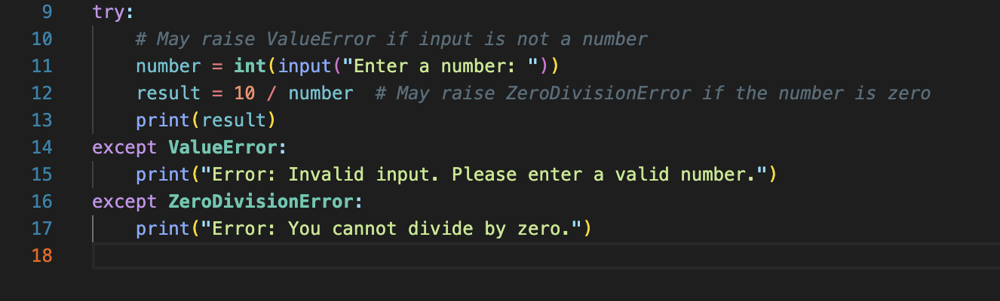 9 try:
10 # May raise ValueError if input is not a number
11 number = int(input("Enter a number: "))
12 result = 10 / number  # May raise ZeroDivisionError if the number is zero
13 print(result)
14 except ValueError:
15 print("Error: Invalid input. Please enter a valid number.")
16 except ZeroDivisionError:
17 print("Error: You cannot divide by zero.")
18